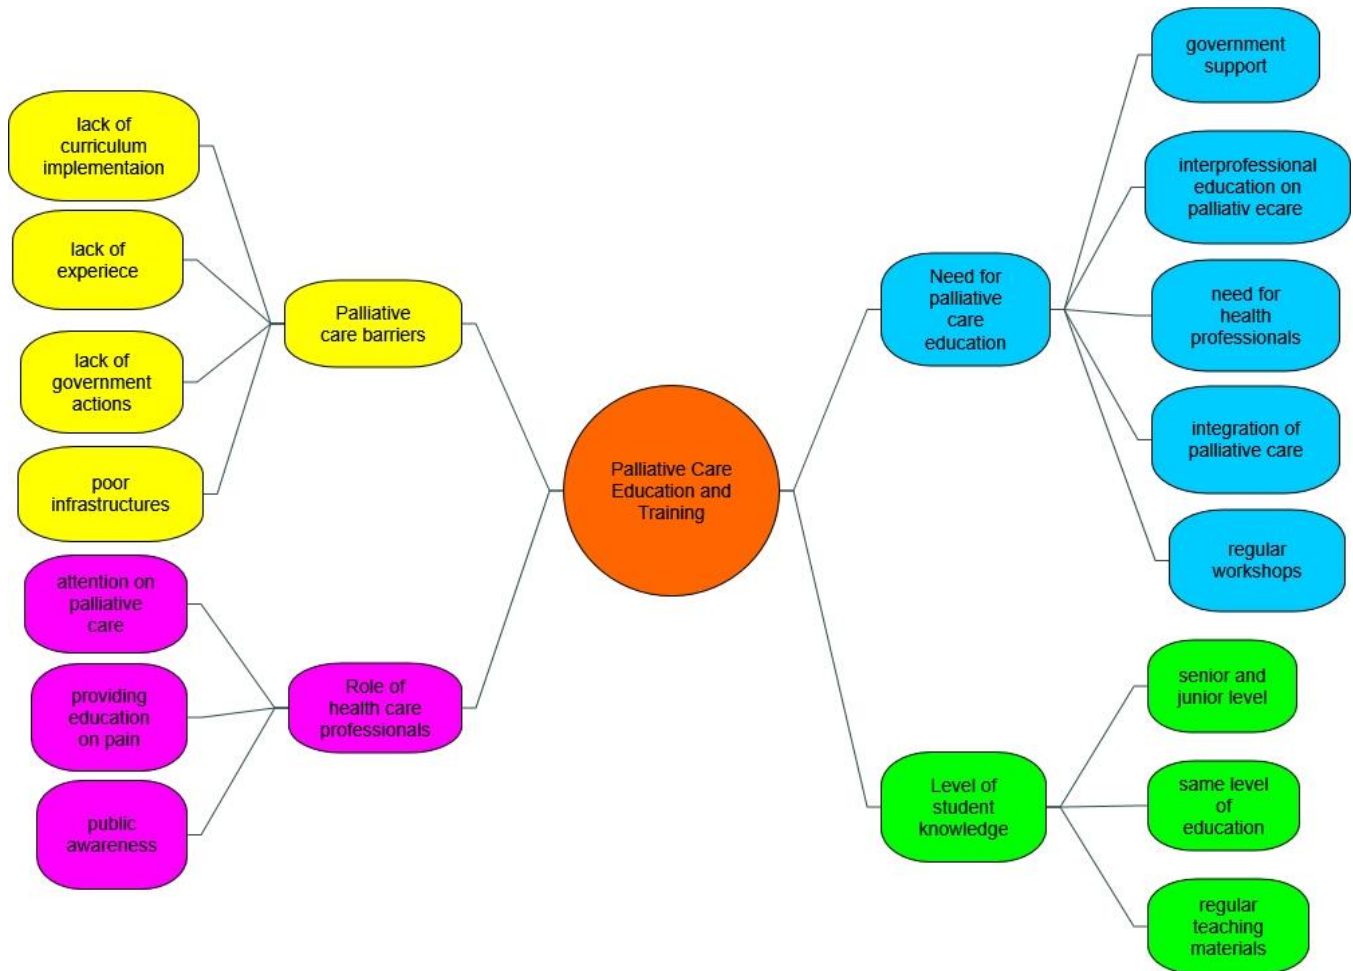 lack of
curriculum
implementaion
lack of
experiece
lack of
government
actions
poor
infrastructures
Palliative
care barriers
attention on
palliative
care
providing
education
on pain
public
awareness
Role of
health care
professionals
Palliative Care
Education and
Training
Need for
palliative
care
education
government
support
interprofessional
education on
palliativ ecare
need for
health
professionals
integration of
palliative care
regular
workshops
Level of
student
knowledge
senior and
junior level
same level
of
education
regular
teaching
materials